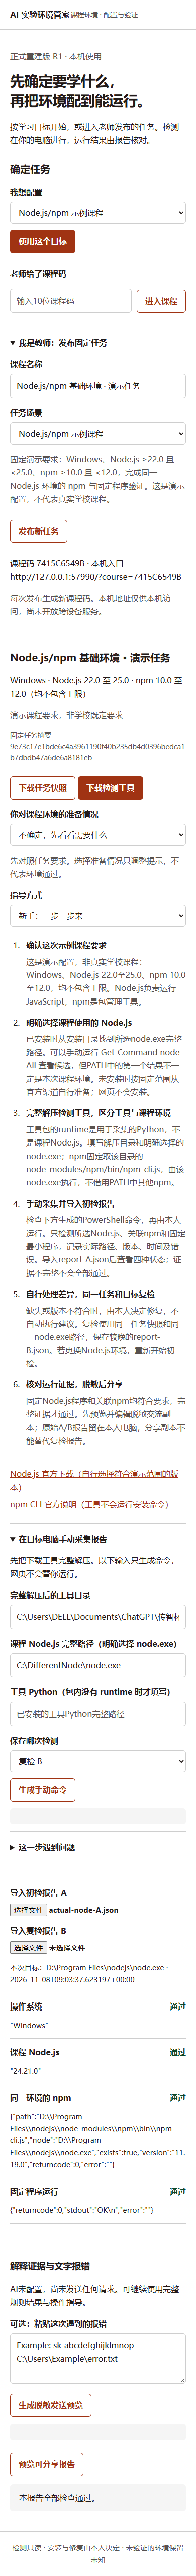 AI 实验环境管家 课程环境 · 配置与验证
正式重建版 R1 · 本机使用
先确定要学什么，
再把环境配到能运行。
按学习目标开始，或进入老师发布的任务。检测
在你的电脑进行，运行结果由报告核对。
确定任务
我想配置
Node.js/npm 示例课程
使用这个目标
老师给了课程码
输入10位课程码
进入课程
▼ 我是教师：发布固定任务
课程名称
Node.js/npm 基础环境 · 演示任务
任务场景
Node.js/npm 示例课程
固定演示要求：Windows、Node.js ≥22.0 且
<25.0、npm ≥10.0 且 <12.0，完成同一
Node.js 环境的 npm 与固定程序验证。这是演示
配置，不代表真实学校课程。
发布新任务
课程码 7415C6549B · 本机入口
http://127.0.0.1:57990/?course=7415C6549B
每次发布生成新课程码。本机地址仅供本机访
问，尚未开放跨设备服务。
Node.js/npm 基础环境 · 演示任务
Windows · Node.js 22.0 至 25.0 · npm 10.0 至
12.0（均不包含上限）
演示课程要求，非学校既定要求
固定任务摘要
9e73c17e1bde6c4a3961190f40b235db4d0396bedca1
b7dbdb47a6de6a8181eb
下载任务快照
下载检测工具
你对课程环境的准备情况
不确定，先看看需要什么
先对照任务要求。选择准备情况只调整提示，不
代表环境通过。
指导方式
新手：一步一步来
1. 确认这次示例课程要求
这是演示配置，非真实学校课程：
Windows、Node.js 22.0至25.0、npm 10.0
至12.0，均不包含上限。Node.js负责运行
JavaScript，npm是包管理工具。
2. 明确选择课程使用的 Node.js
已安装时从安装目录找到所选node.exe完整
路径。可以手动运行 Get-Command node -
All 查看候选，但PATH中的第一个结果不一
定是本次课程环境。未安装时按固定范围从
官方渠道自行准备；网页不会安装。
3. 完整解压检测工具，区分工具与课程环境
工具包的runtime是用于采集的Python，不
是课程Node.js。填写解压目录和明确选择的
node.exe；npm固定取该目录的
node_modules/npm/bin/npm-cli.js，由该
node.exe执行，不借用PATH中其他npm。
4. 手动采集并导入初检报告
检查下方生成的PowerShell命令，再由本人
运行。只检测所选Node.js、关联npm和固定
最小程序，记录实际路径、版本、时间及错
误。导入report-A.json后查看四种状态；证
据不完整不会全部通过。
5. 自行处理差异，同一任务和目标复检
缺失或版本不符合时，由本人决定修复，不
自动执行建议。复检使用同一任务快照和同
一node.exe路径，保存较晚的report-
B.json。若更换Node.js环境，重新开始初
检。
6. 核对运行证据，脱敏后分享
固定Node.js程序和关联npm均符合要求，完
整证据才通过。先预览并编辑脱敏交流副
本；原始A/B报告留在本人电脑，分享副本不
能替代复检报告。
Node.js 官方下载（自行选择符合演示范围的版
本）
npm CLI 官方说明（工具不会运行安装命令）
▼ 在目标电脑手动采集报告
先把下载工具完整解压。以下输入只生成命令，
网页不会替你运行。
完整解压后的工具目录
课程 Node.js 完整路径（明确选择 node.exe）
C:\DifferentNode\node.exe
工具 Python（包内没有 runtime 时才填写）
已安装的工具Python完整路径
保存哪次检测
复检 B
生成手动命令
▶ 这一步遇到问题
导入初检报告 A
选择文件 actual-node-A.json
导入复检报告 B
选择文件 未选择文件
本次目标：D:\Program Files\nodejs\node.exe ·
2026-11-08T09:03:37.623197+00:00
操作系统 通过
"Windows"
课程 Node.js 通过
"24.21.0"
同一环境的 npm 通过
{"path":"D:\\Program
Files\\nodejs\\node_modules\\npm\\bin\\npm-
cli.js","node":"D:\\Program
Files\\nodejs\\node.exe","exists":true,"version":"11.
19.0","returncode":0,"error":""}
固定程序运行 通过
{"returncode":0,"stdout":"OK\n","error":""}
解释证据与文字报错
AI未配置，尚未发送任何请求。可继续使用完整
规则结果与操作指导。
可选：粘贴这次遇到的报错
Example: sk-abcdefghijklmnop
C:\Users\Example\error.txt
生成脱敏发送预览
预览可分享报告
本报告全部检查通过。
检测只读 · 安装与修复由本人决定 · 未验证的环境保留
未知